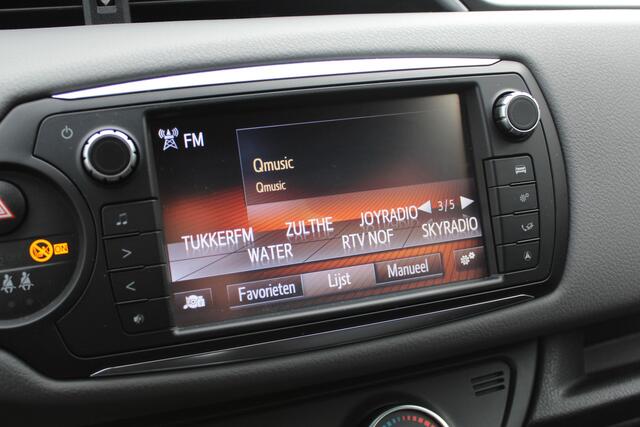 FM
Qmusic
Qmusic
3/5
TUKKERFM ZULTHE JOYRADIO
WATER RTV NOF SKYRADIO
Favorieten Lijst Manueel
ON